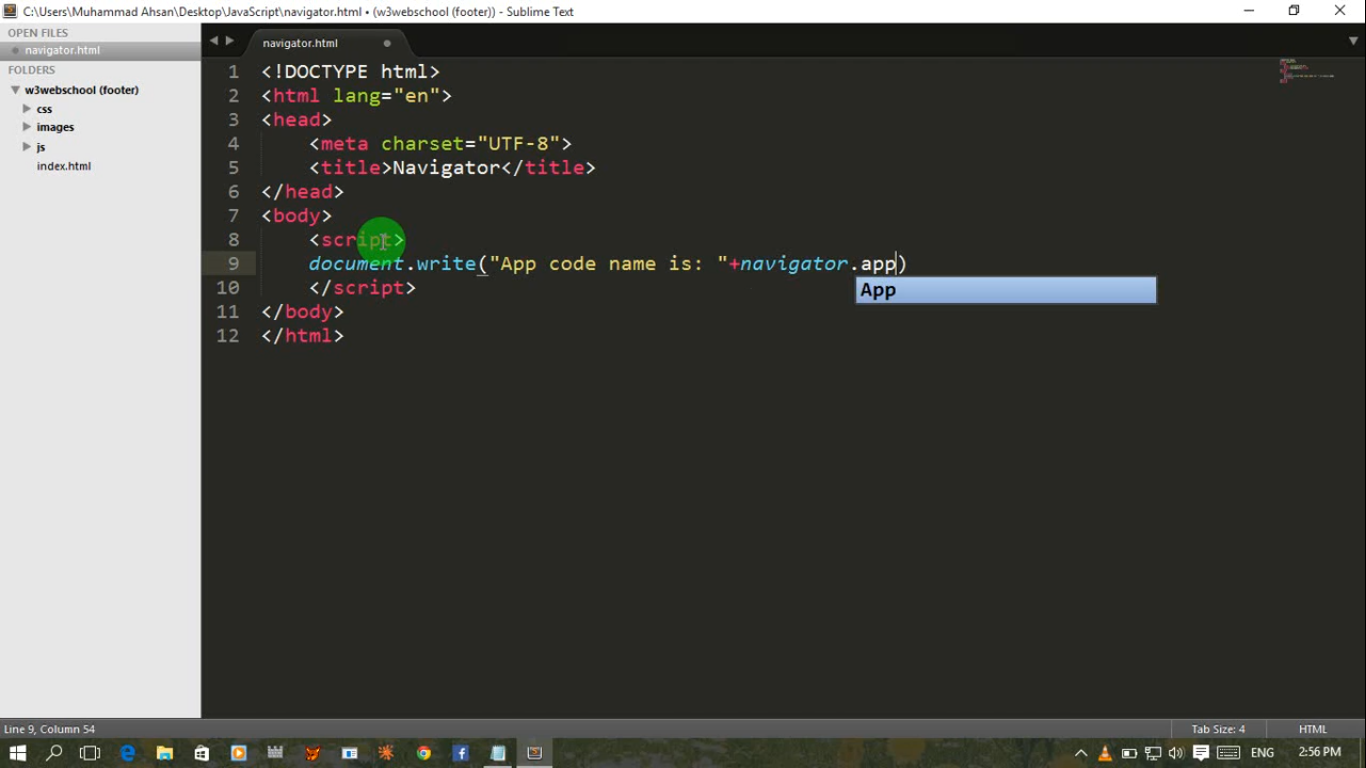 C:\Users\Muhammad Ahsan\Desktop\JavaScript\navigator.html • (w3webschool (footer)) - Sublime Text
OPEN FILES
navigator.html
FOLDERS
w3webschool (footer)
css
images
js
index.html
navigator.html
1 <!DOCTYPE html>
2 <html lang="en">
3 <head>
4 <meta charset="UTF-8">
5 <title>Navigator</title>
6 </head>
7 <body>
8 <script>
9 document.write("App code name is: "+navigator.app)
App
10 </script>
11 </body>
12 </html>
Line 9, Column 54
Tab Size: 4
HTML
ENG
2:56 PM